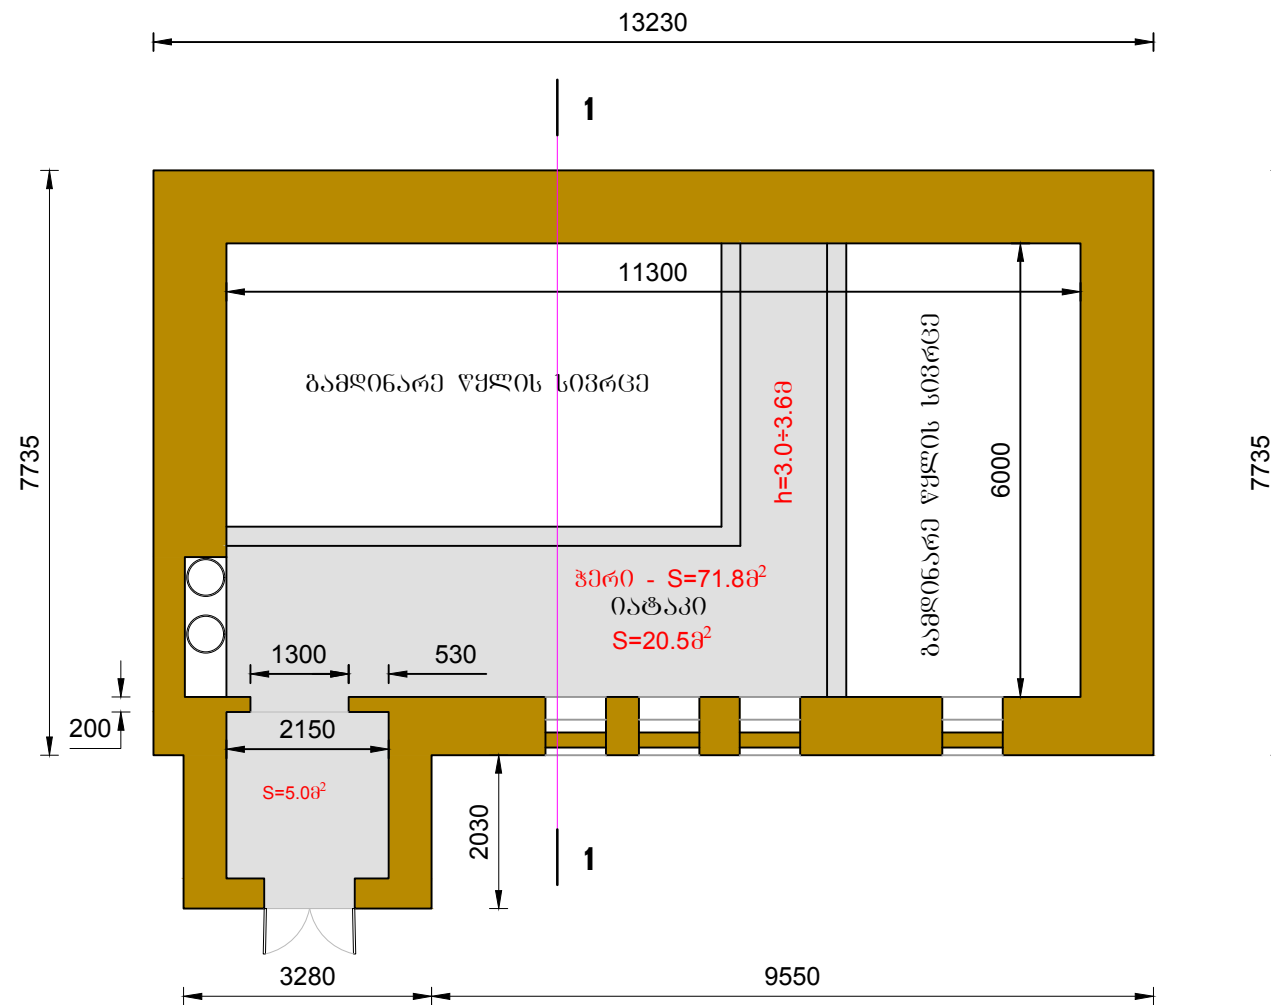 13230
1
11300
გამდინარე წყლის სივრცე
გამდინარე წყლის სივრცე
h=3.0÷3.6მ
6000
7735
7735
ჭერი - S=71.8მ²
იატაკი
S=20.5მ²
1300
530
200
2150
S=5.0მ²
2030
1
3280
9550